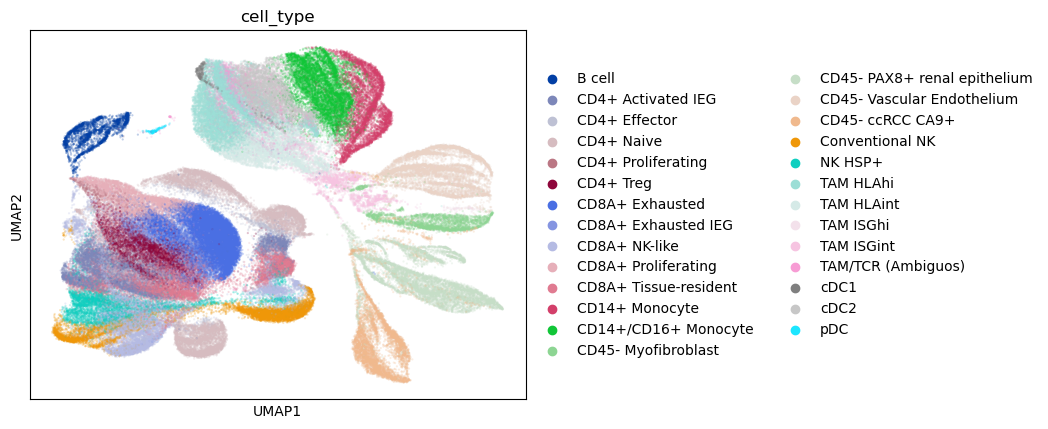 cell_type
UMAP2
UMAP1
B cell
CD4+ Activated IEG
CD4+ Effector
CD4+ Naive
CD4+ Proliferating
CD4+ Treg
CD8A+ Exhausted
CD8A+ Exhausted IEG
CD8A+ NK-like
CD8A+ Proliferating
CD8A+ Tissue-resident
CD14+ Monocyte
CD14+/CD16+ Monocyte
CD45- Myofibroblast
CD45- PAX8+ renal epithelium
CD45- Vascular Endothelium
CD45- ccRCC CA9+
Conventional NK
NK HSP+
TAM HLAhi
TAM HLAint
TAM ISGhi
TAM ISGint
TAM/TCR (Ambiguos)
cDC1
cDC2
pDC